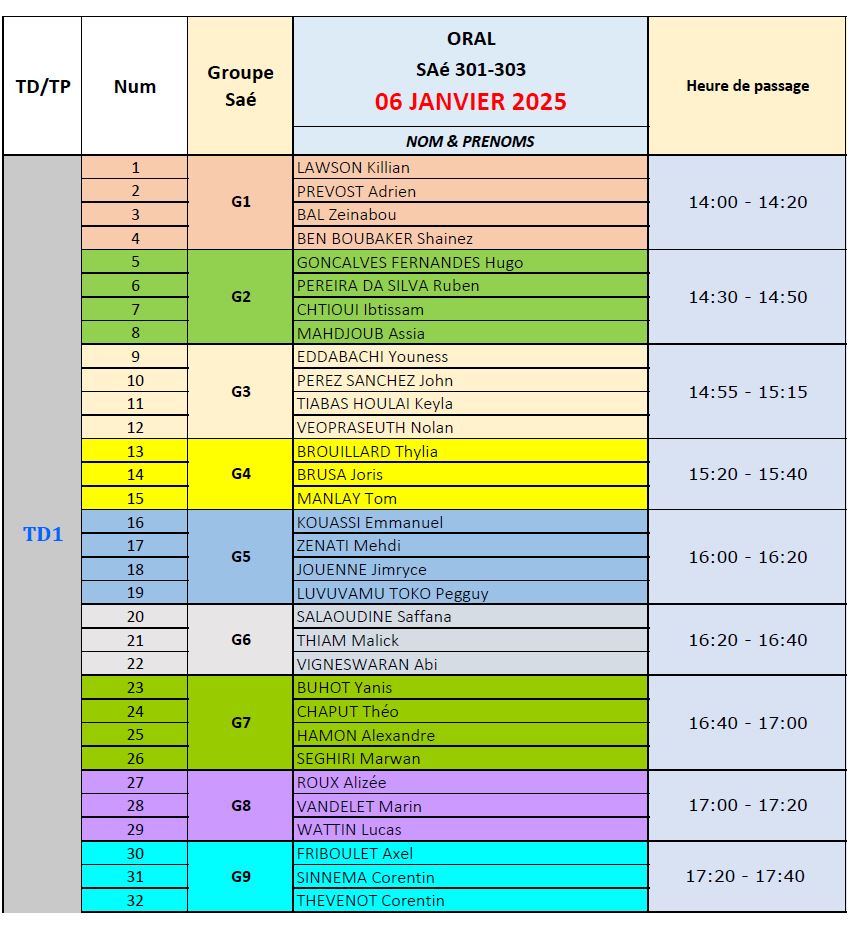 TD/TP Num Groupe Saé ORAL Heure de passage
SAé 301-303
06 JANVIER 2025
NOM & PRENOMS
TD1
G1 14:00 - 14:20
1 LAWSON Killian
2 PREVOST Adrien
3 BAL Zeinabou
4 BEN BOUBAKER Shainez
G2 14:30 - 14:50
5 GONCALVES FERNANDES Hugo
6 PEREIRA DA SILVA Ruben
7 CHTIOUI Ibtissam
8 MAHDJOUB Assia
G3 14:55 - 15:15
9 EDDABACHI Youness
10 PEREZ SANCHEZ John
11 TIABAS HOULAI Keyla
12 VEOPRASEUTH Nolan
G4 15:20 - 15:40
13 BROUILLARD Thylia
14 BRUSA Joris
15 MANLAY Tom
G5 16:00 - 16:20
16 KOUASSI Emmanuel
17 ZENATI Mehdi
18 JOUENNE Jimryce
19 LUVUVAMU TOKO Pegguy
G6 16:20 - 16:40
20 SALAOUDINE Saffana
21 THIAM Malick
22 VIGNESWARAN Abi
G7 16:40 - 17:00
23 BUHOT Yanis
24 CHAPUT Théo
25 HAMON Alexandre
26 SEGHIRI Marwan
G8 17:00 - 17:20
27 ROUX Alizée
28 VANDELET Marin
29 WATTIN Lucas
G9 17:20 - 17:40
30 FRIBOULET Axel
31 SINNEMA Corentin
32 THEVENOT Corentin